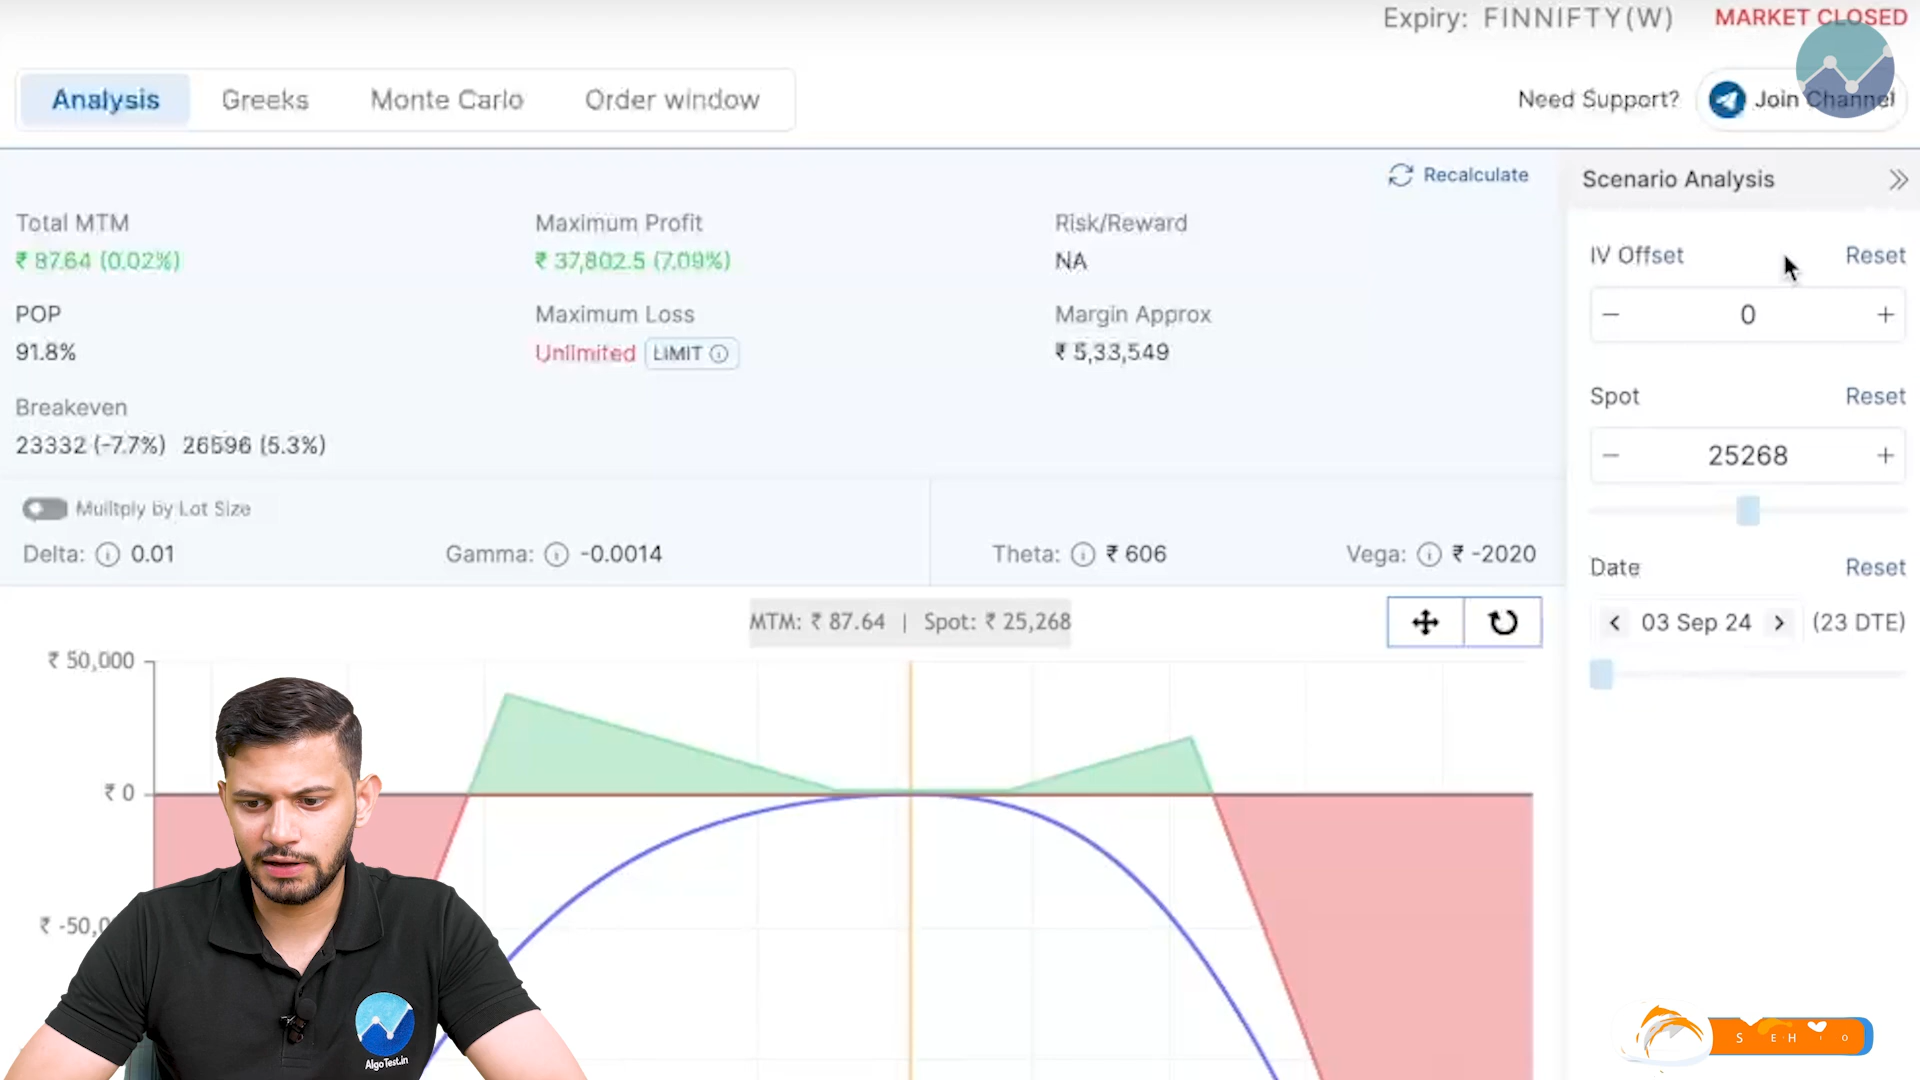 Expiry: FINNIFTY(W) MARKET CLOSED
Analysis Greeks Monte Carlo Order window
Need Support? Join Channel
Recalculate
Scenario Analysis
Total MTM Maximum Profit Risk/Reward
₹ 87.64 (0.02%) ₹ 37,802.5 (7.09%) NA
IV Offset Reset
0
POP Maximum Loss Margin Approx
91.8% Unlimited LIMIT ₹ 5,33,549
Spot Reset
25268
Breakeven
23332 (-7.7%) 26596 (5.3%)
Mulltply by Lot Size
Delta: 0.01 Gamma: -0.0014 Theta: ₹ 606 Vega: ₹ -2020
Date Reset
03 Sep 24 (23 DTE)
MTM: ₹ 87.64 | Spot: ₹ 25,268
₹ 50,000
₹ 0
AlgoTest.in